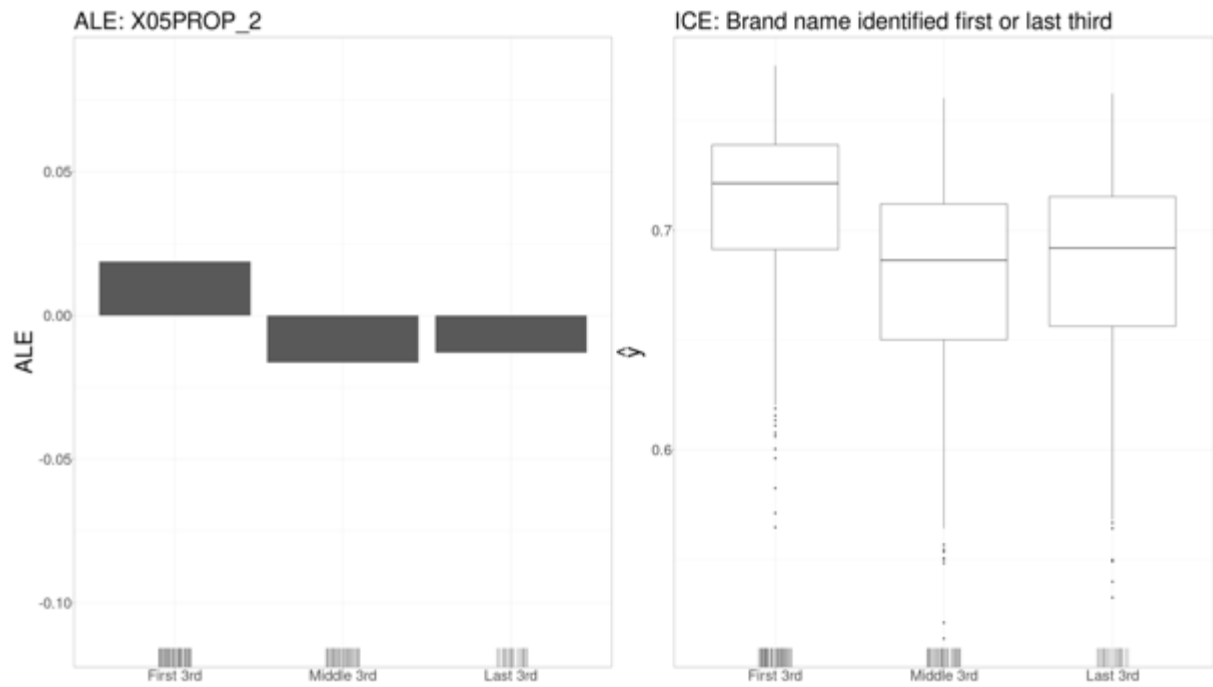 ALE: X05PROP_2
ALE
0.05
0.00
-0.05
-0.10
First 3rd
Middle 3rd
Last 3rd
ICE: Brand name identified first or last third
ŷ
0.7
0.6
First 3rd
Middle 3rd
Last 3rd